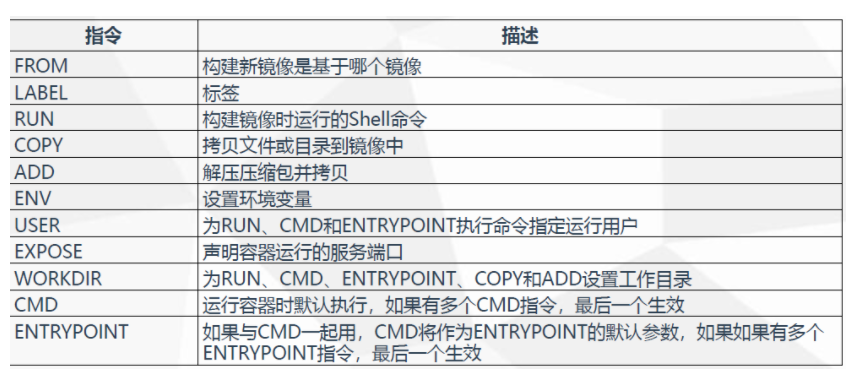 指令 描述
FROM 构建新镜像是基于哪个镜像
LABEL 标签
RUN 构建镜像时运行的Shell命令
COPY 拷贝文件或目录到镜像中
ADD 解压压缩包并拷贝
ENV 设置环境变量
USER 为RUN、CMD和ENTRYPOINT执行命令指定运行用户
EXPOSE 声明容器运行的服务端口
WORKDIR 为RUN、CMD、ENTRYPOINT、COPY和ADD设置工作目录
CMD 运行容器时默认执行，如果有多个CMD指令，最后一个生效
ENTRYPOINT 如果与CMD一起用，CMD将作为ENTRYPOINT的默认参数，如果如果有多个
ENTRYPOINT指令，最后一个生效